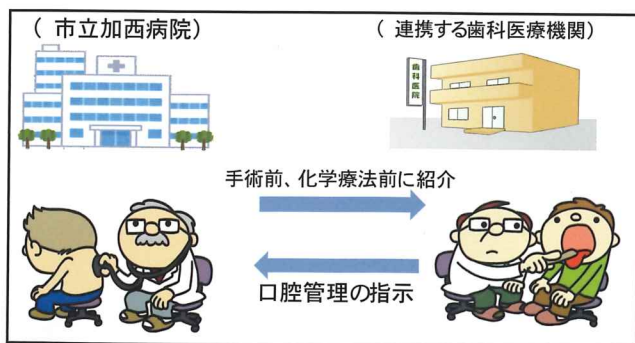 ( 市立加西病院)
( 連携する歯科医療機関)
歯科医院
手術前、化学療法前に紹介
口腔管理の指示